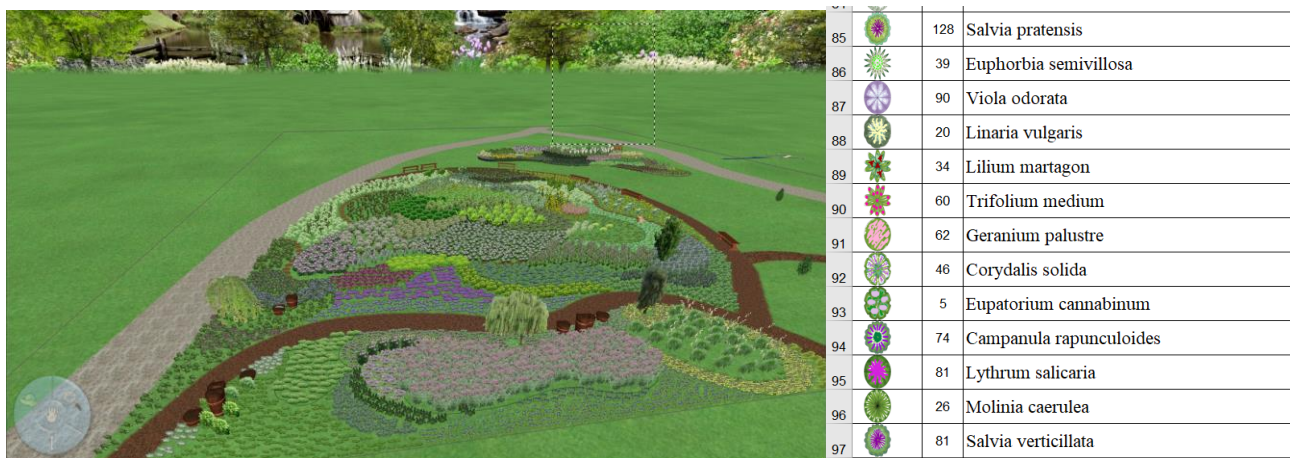 85 128 Salvia pratensis
86 39 Euphorbia semivillosa
87 90 Viola odorata
88 20 Linaria vulgaris
89 34 Lilium martagon
90 60 Trifolium medium
91 62 Geranium palustre
92 46 Corydalis solida
93 5 Eupatorium cannabinum
94 74 Campanula rapunculoides
95 81 Lythrum salicaria
96 26 Molinia caerulea
97 81 Salvia verticillata